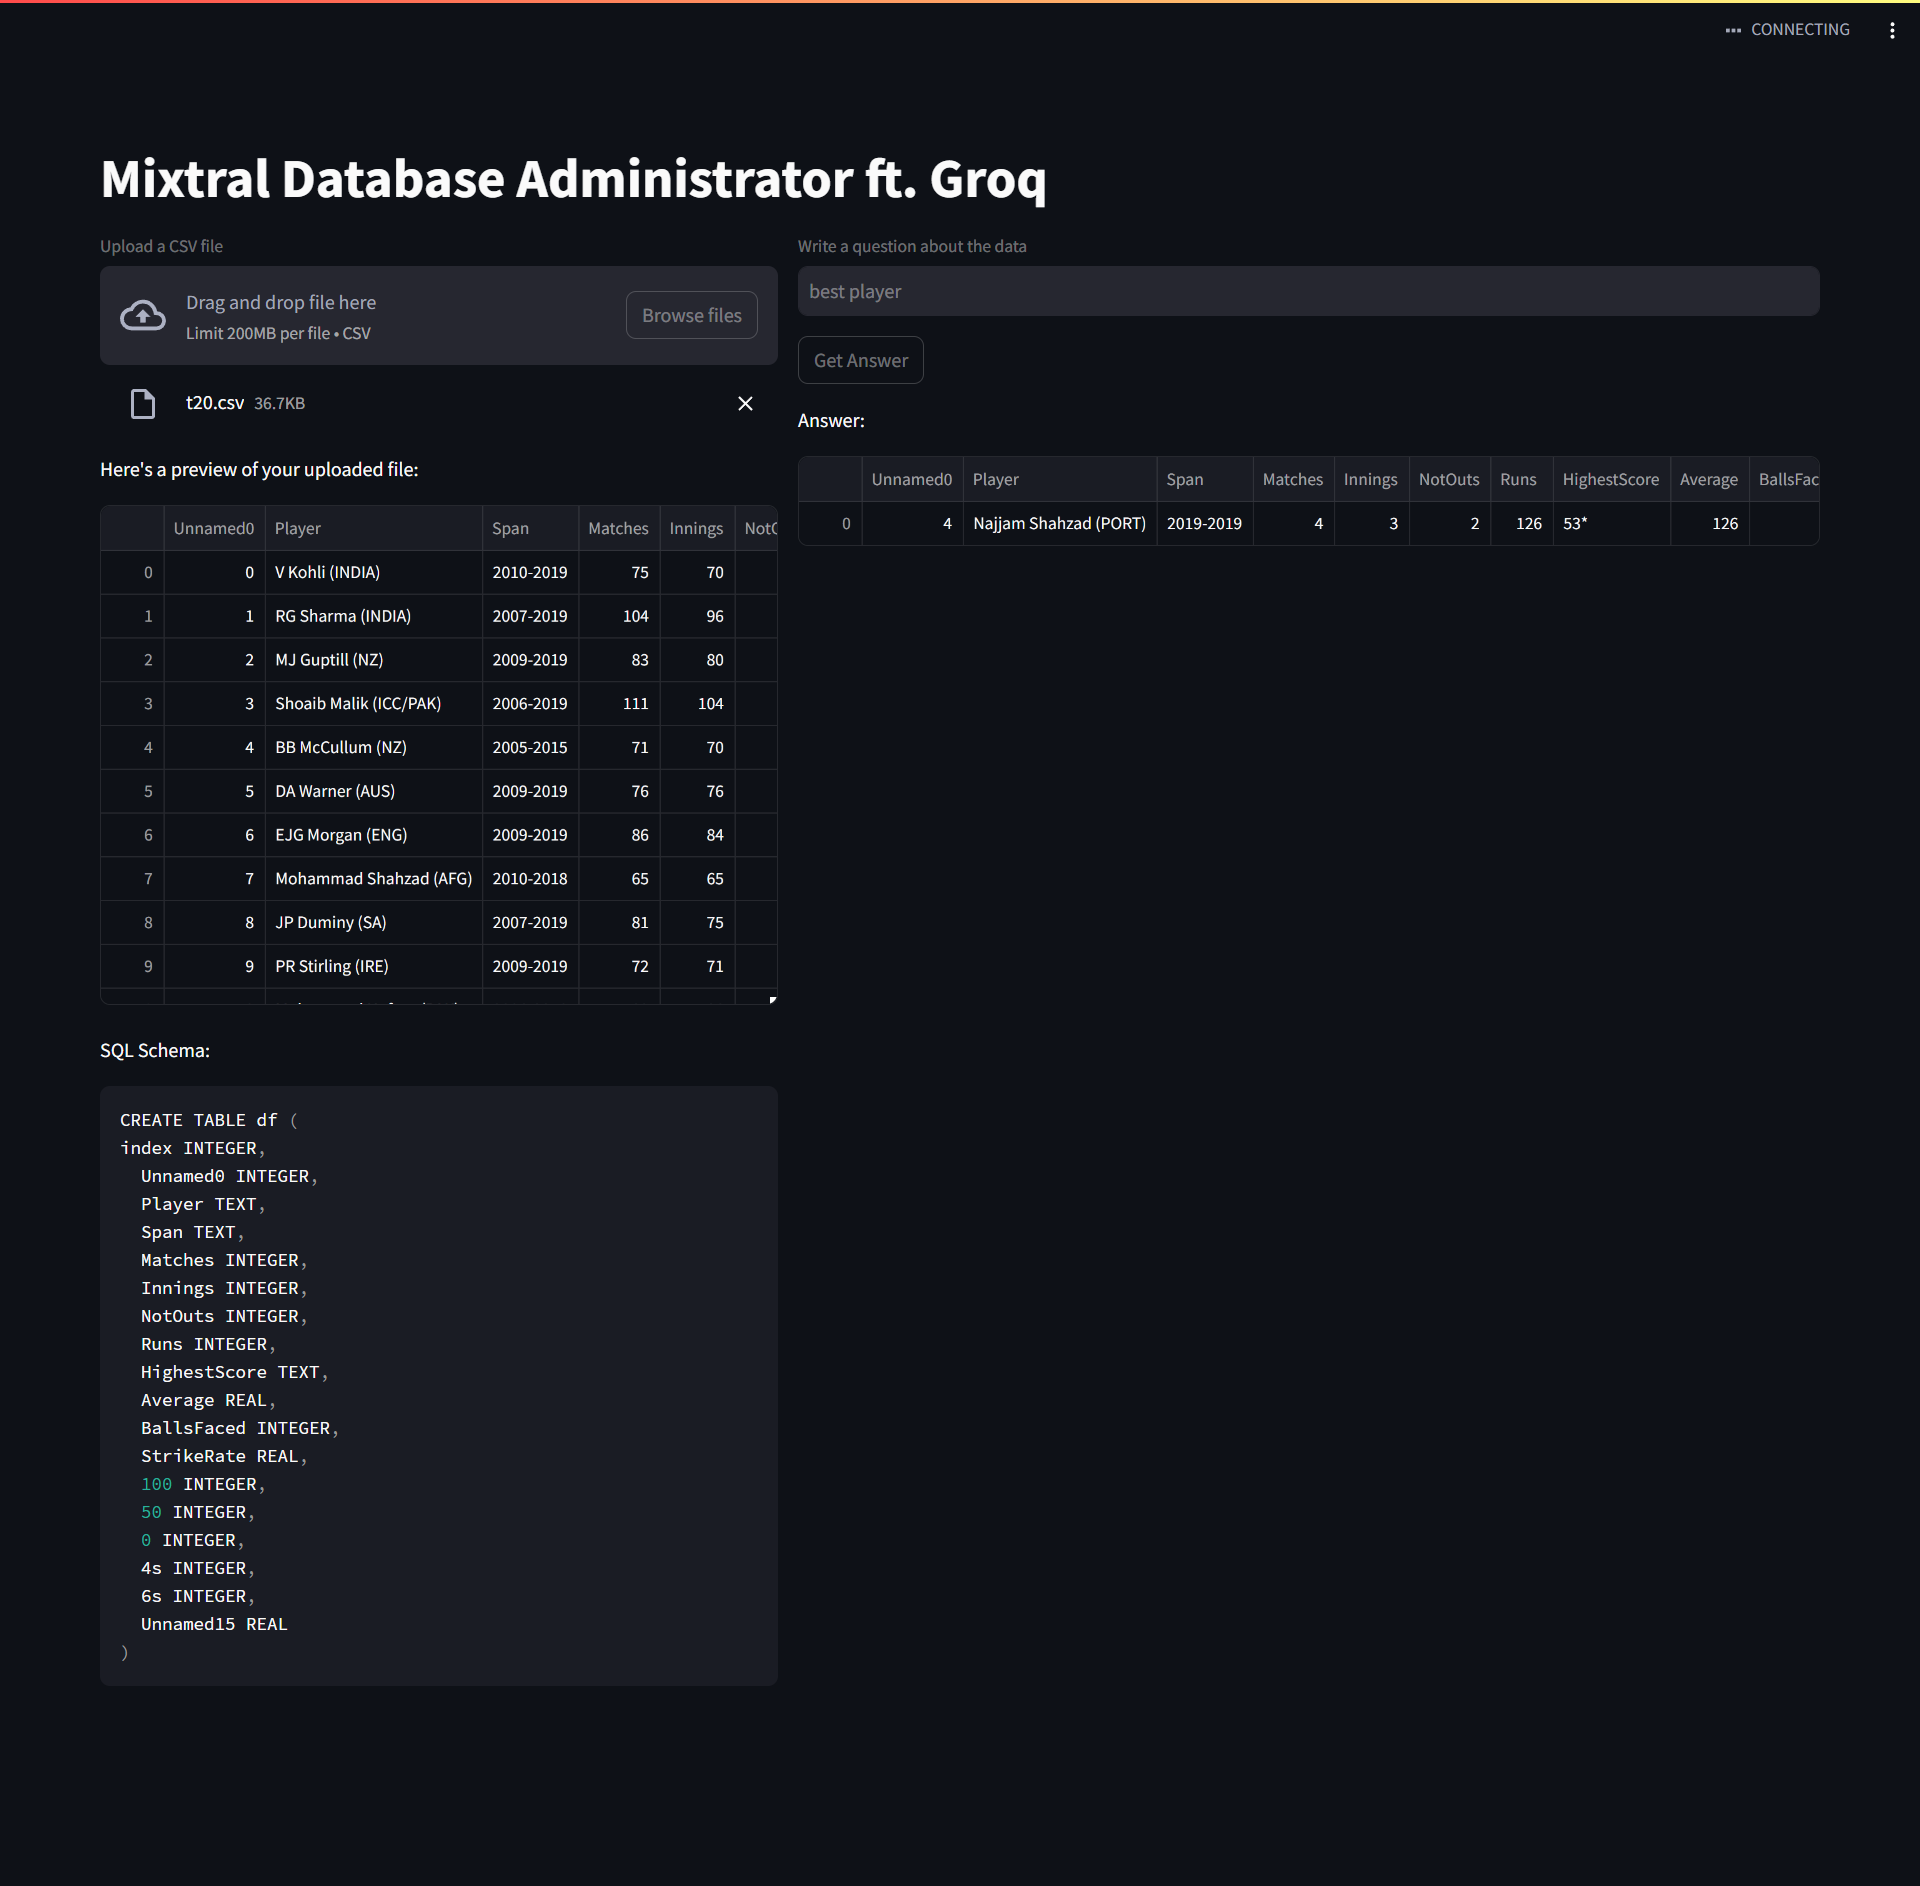 CONNECTING
Mixtral Database Administrator ft. Groq
Upload a CSV file
Drag and drop file here
Limit 200MB per file • CSV
Browse files
t20.csv 36.7KB
Here's a preview of your uploaded file:
Unnamed0 Player Span Matches Innings NotO
0 0 V Kohli (INDIA) 2010-2019 75 70
1 1 RG Sharma (INDIA) 2007-2019 104 96
2 2 MJ Guptill (NZ) 2009-2019 83 80
3 3 Shoaib Malik (ICC/PAK) 2006-2019 111 104
4 4 BB McCullum (NZ) 2005-2015 71 70
5 5 DA Warner (AUS) 2009-2019 76 76
6 6 EJG Morgan (ENG) 2009-2019 86 84
7 7 Mohammad Shahzad (AFG) 2010-2018 65 65
8 8 JP Duminy (SA) 2007-2019 81 75
9 9 PR Stirling (IRE) 2009-2019 72 71
SQL Schema:
CREATE TABLE df (
index INTEGER,
Unnamed0 INTEGER,
Player TEXT,
Span TEXT,
Matches INTEGER,
Innings INTEGER,
NotOuts INTEGER,
Runs INTEGER,
HighestScore TEXT,
Average REAL,
BallsFaced INTEGER,
StrikeRate REAL,
100 INTEGER,
50 INTEGER,
0 INTEGER,
4s INTEGER,
6s INTEGER,
Unnamed15 REAL
)
Write a question about the data
best player
Get Answer
Answer:
Unnamed0 Player Span Matches Innings NotOuts Runs HighestScore Average BallsFac
0 4 Najjam Shahzad (PORT) 2019-2019 4 3 2 126 53* 126